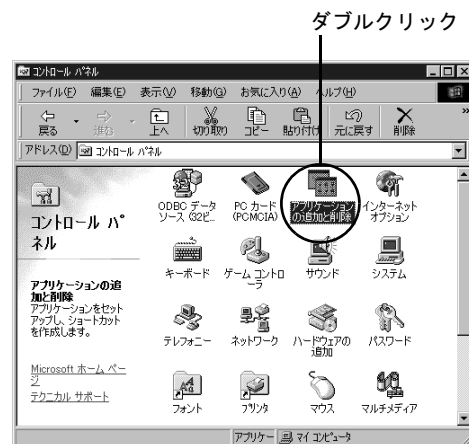 ダブルクリック
コントロール パネル
ファイル(F) 編集(E) 表示(V) 移動(G) お気に入り(A) ヘルプ(H)
戻る 進む 上へ 切り取り コピー 貼り付け 元に戻す 削除 »
アドレス(D) コントロール パネル
コントロール パ
ネル
アプリケーションの追
加と削除
アプリケーションをセット
アップし、ショートカット
を作成します。
Microsoft ホーム ペー
ジ
テクニカル サポート
ODBC データ
ソース (32ビ...
PC カード
(PCMCIA)
アプリケーション
の追加と削除
インターネット
オプション
キーボード
ゲーム コントロ
ーラ
サウンド
システム
テレフォニー
ネットワーク
ハードウェアの
追加
パスワード
フォント
プリンタ
マウス
マルチメディア
アプリケー マイ コンピュータ